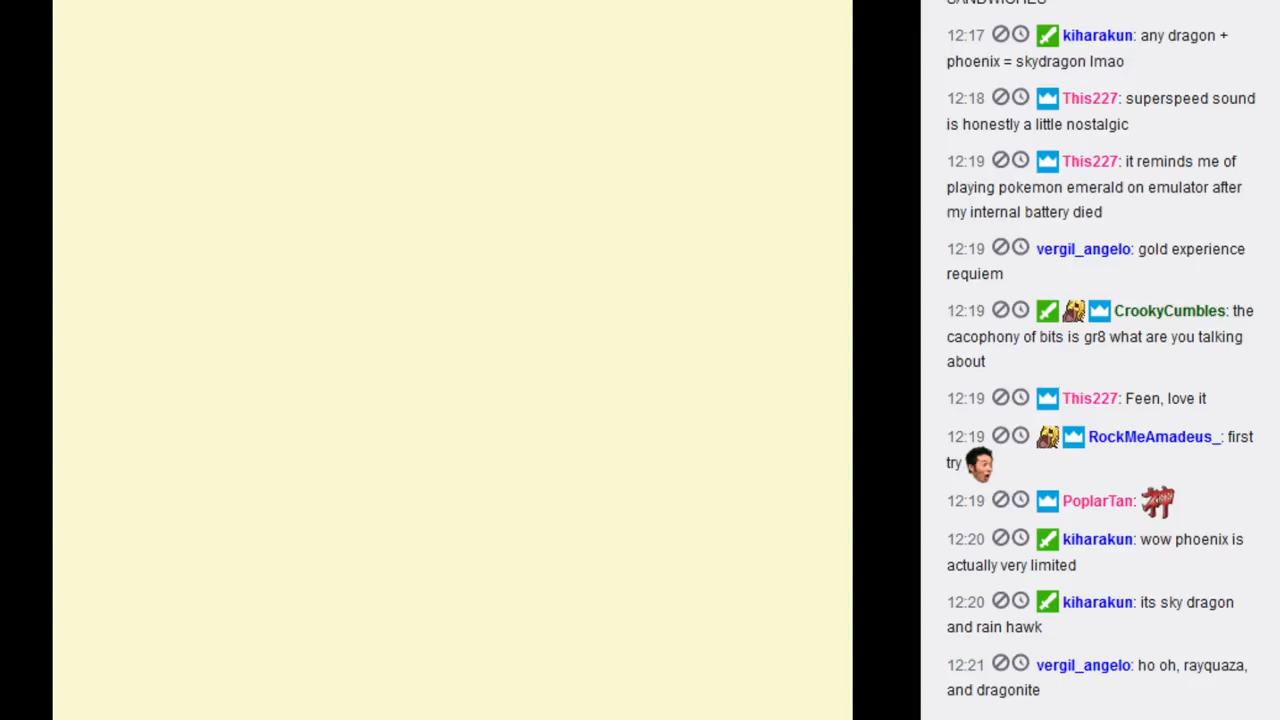 SANDWICHES
12:17 kiharakun: any dragon +
phoenix = skydragon lmao
12:18 This227: superspeed sound
is honestly a little nostalgic
12:19 This227: it reminds me of
playing pokemon emerald on emulator after
my internal battery died
12:19 vergil_angelo: gold experience
requiem
12:19 CrookyCumbles: the
cacophony of bits is gr8 what are you talking
about
12:19 This227: Feen, love it
12:19 RockMeAmadeus_: first
try
12:19 PoplarTan: 神
12:20 kiharakun: wow phoenix is
actually very limited
12:20 kiharakun: its sky dragon
and rain hawk
12:21 vergil_angelo: ho oh, rayquaza,
and dragonite